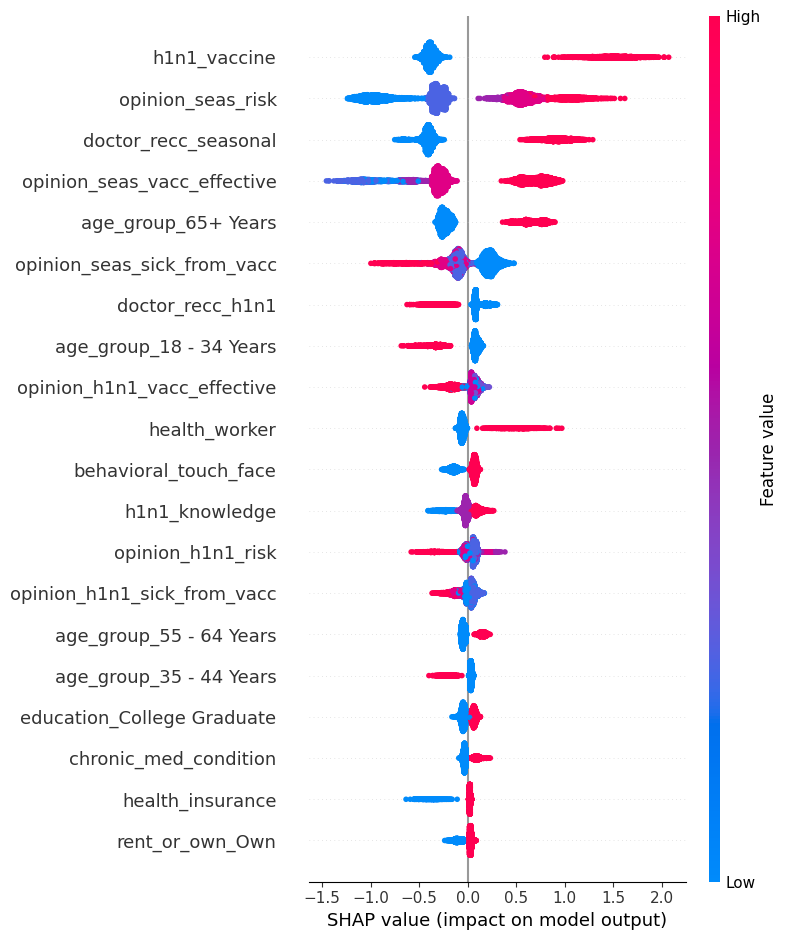 High
h1n1_vaccine
opinion_seas_risk
doctor_recc_seasonal
opinion_seas_vacc_effective
age_group_65+ Years
opinion_seas_sick_from_vacc
doctor_recc_h1n1
age_group_18 - 34 Years
opinion_h1n1_vacc_effective
health_worker
behavioral_touch_face
h1n1_knowledge
opinion_h1n1_risk
opinion_h1n1_sick_from_vacc
age_group_55 - 64 Years
age_group_35 - 44 Years
education_College Graduate
chronic_med_condition
health_insurance
rent_or_own_Own
Feature value
Low
−1.5 −1.0 −0.5 0.0 0.5 1.0 1.5 2.0
SHAP value (impact on model output)